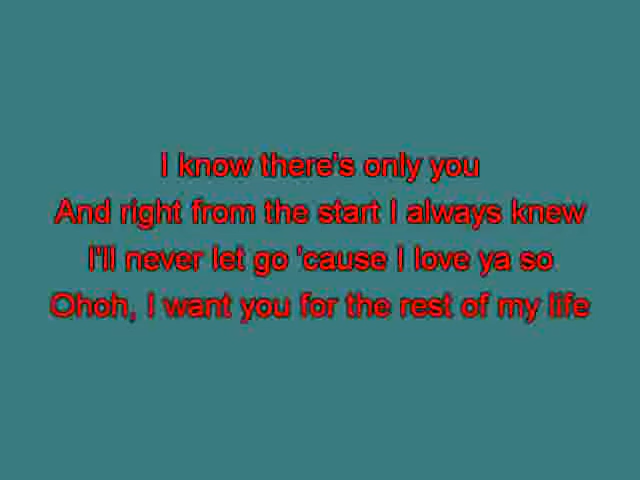 I know there's only you
And right from the start I always knew
I'll never let go 'cause I love ya so
Ohoh, I want you for the rest of my life